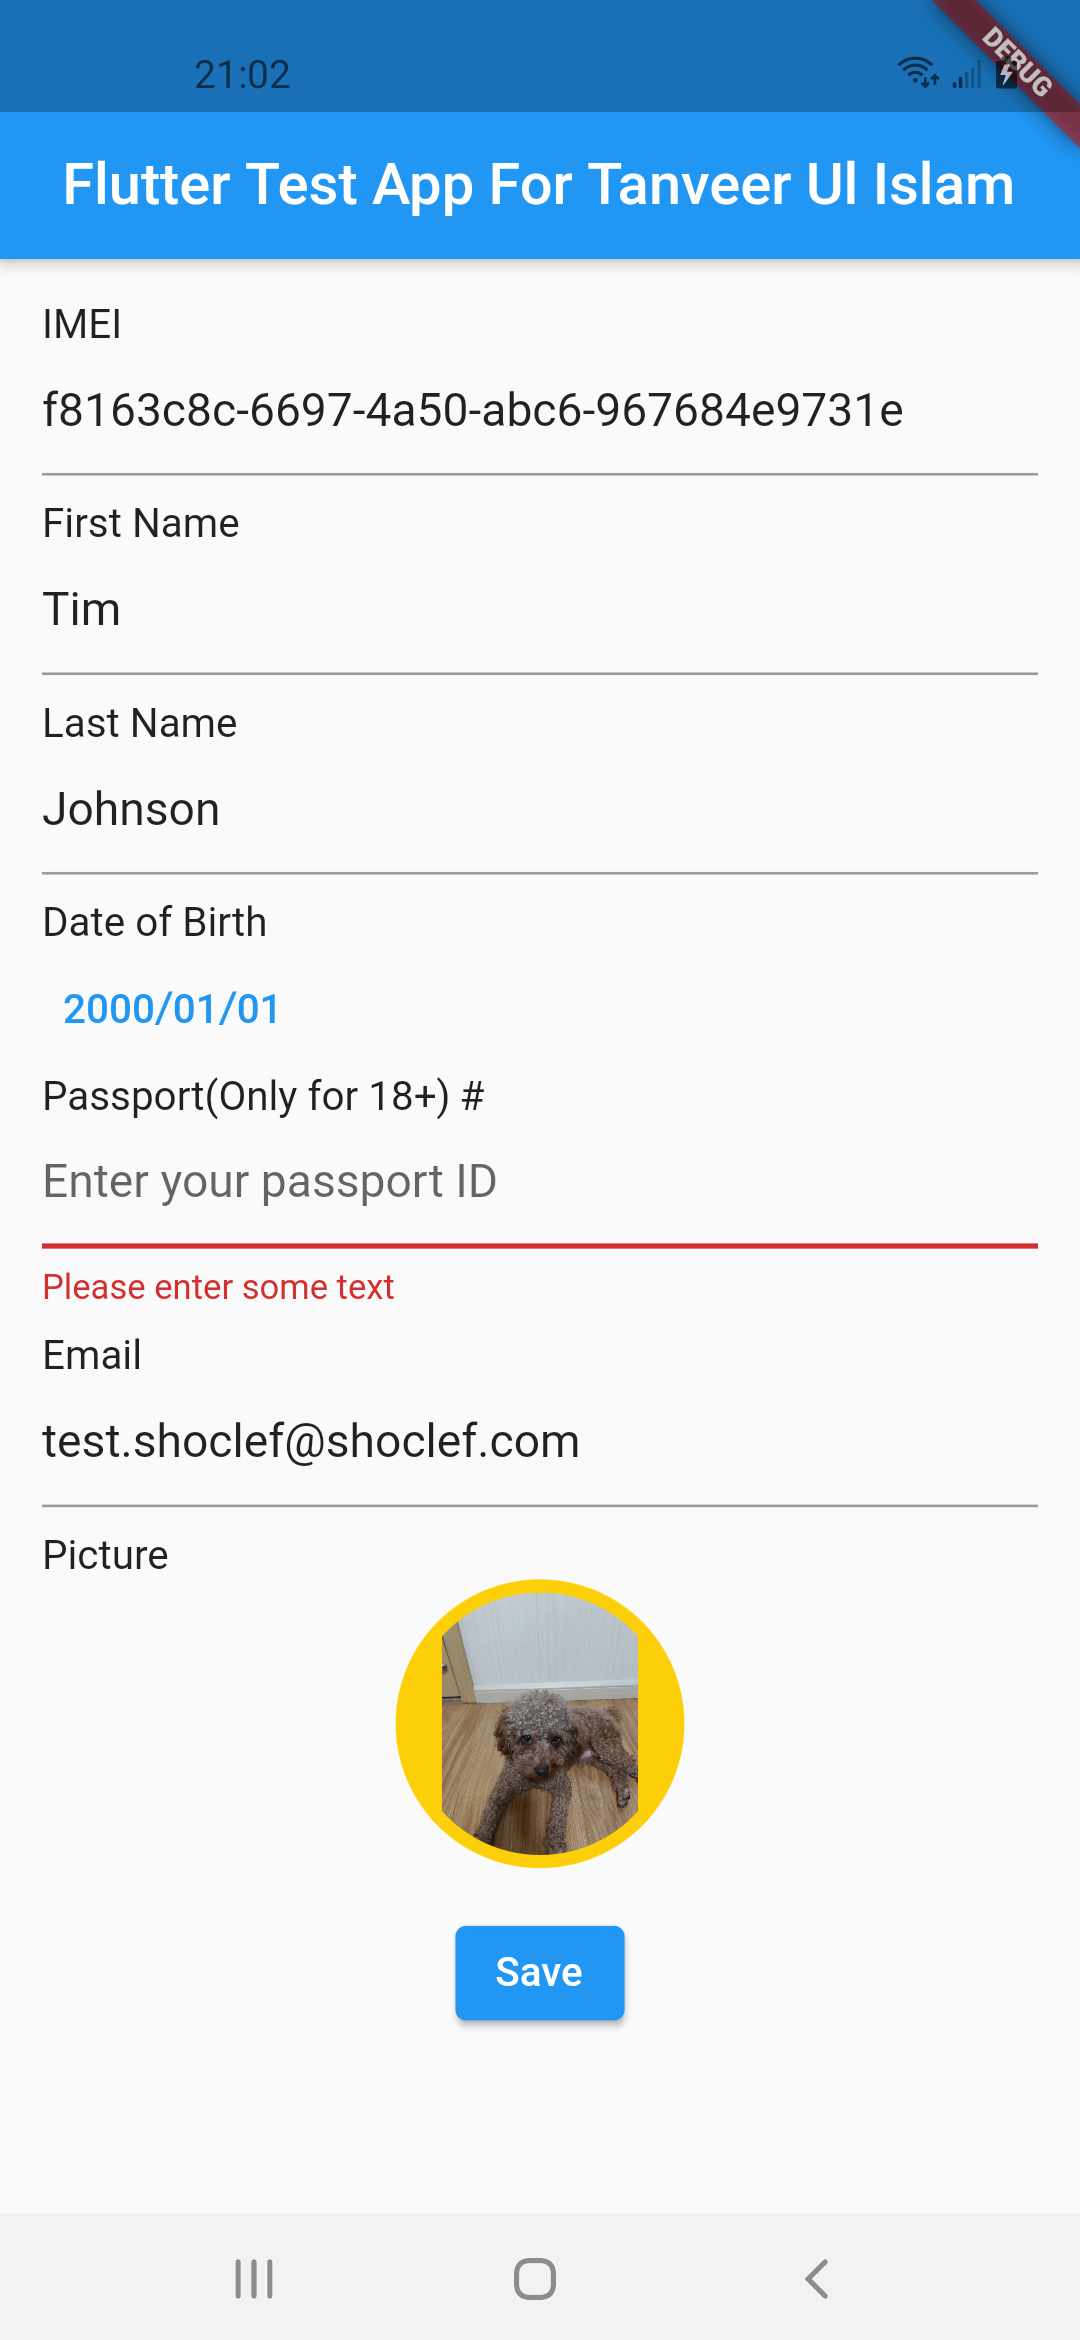 21:02
DEBUG
Flutter Test App For Tanveer Ul Islam
IMEI
f8163c8c-6697-4a50-abc6-967684e9731e
First Name
Tim
Last Name
Johnson
Date of Birth
2000/01/01
Passport(Only for 18+) #
Enter your passport ID
Please enter some text
Email
test.shoclef@shoclef.com
Picture
Save